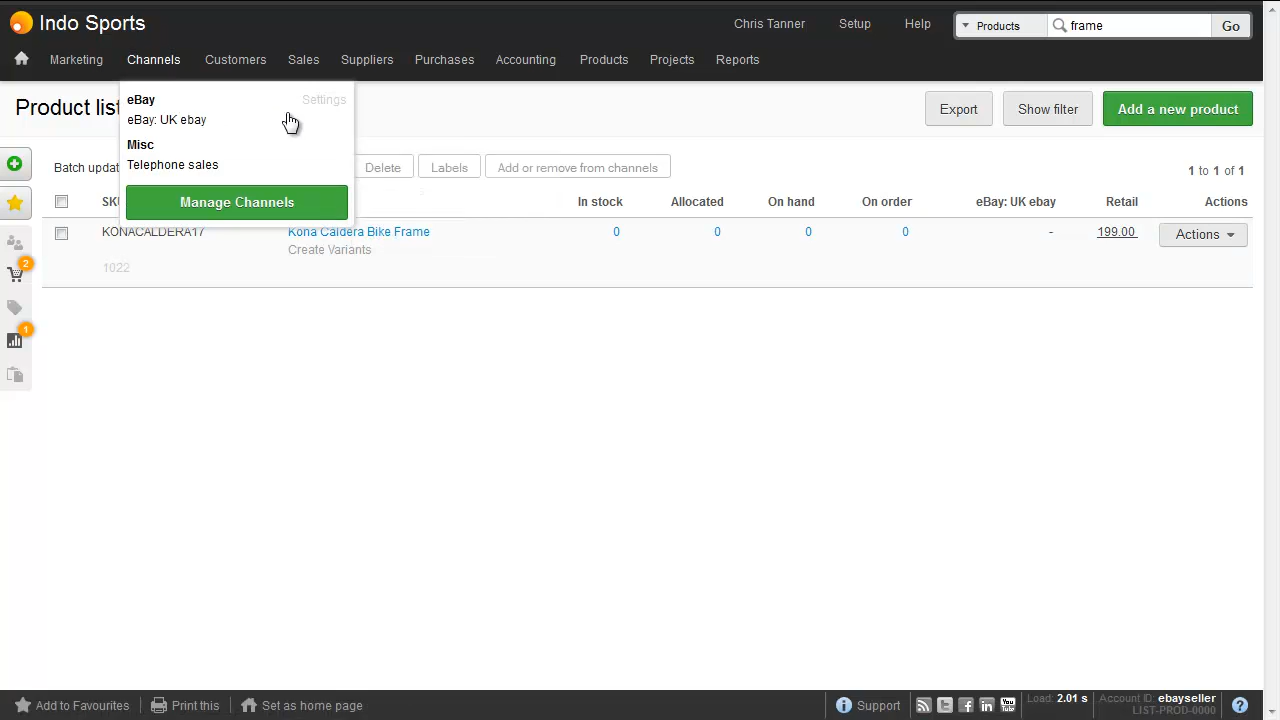 Indo Sports
Chris Tanner Setup Help Products frame Go
Marketing Channels Customers Sales Suppliers Purchases Accounting Products Projects Reports
eBay Settings
eBay: UK ebay
Misc
Telephone sales
Manage Channels
Product list
Export Show filter Add a new product
Batch updat Delete Labels Add or remove from channels 1 to 1 of 1
SKU In stock Allocated On hand On order eBay: UK ebay Retail Actions
KONACALDERA17 Kona Caldera Bike Frame 0 0 0 0 - 199.00 Actions
Create Variants
1022
2
1
Add to Favourites Print this Set as home page Support You Tube Load: 2.01 s Account ID: ebayseller
LIST-PROD-0000